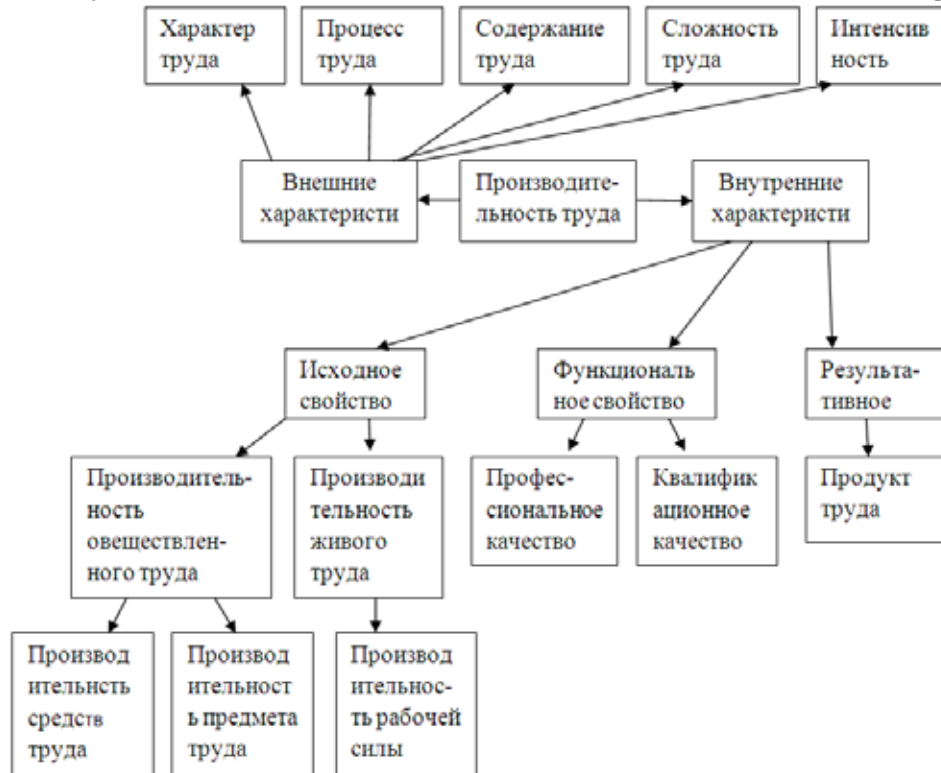 Характер
труда
Процесс
труда
Содержание
труда
Сложность
труда
Интенсив
ность
Внешние
характеристи
Производите-
льность труда
Внутренние
характеристи
Исходное
свойство
Функциональ
ное свойство
Результа-
тивное
Производитель-
ность
овеществлен-
ного труда
Производи
тельность
живого
труда
Профес-
сиональное
качество
Квалифик
ационное
качество
Продукт
труда
Производ
ительнсть
средств
труда
Производ
ительност
ь предмета
труда
Производ
ительнос-
ть рабочей
силы